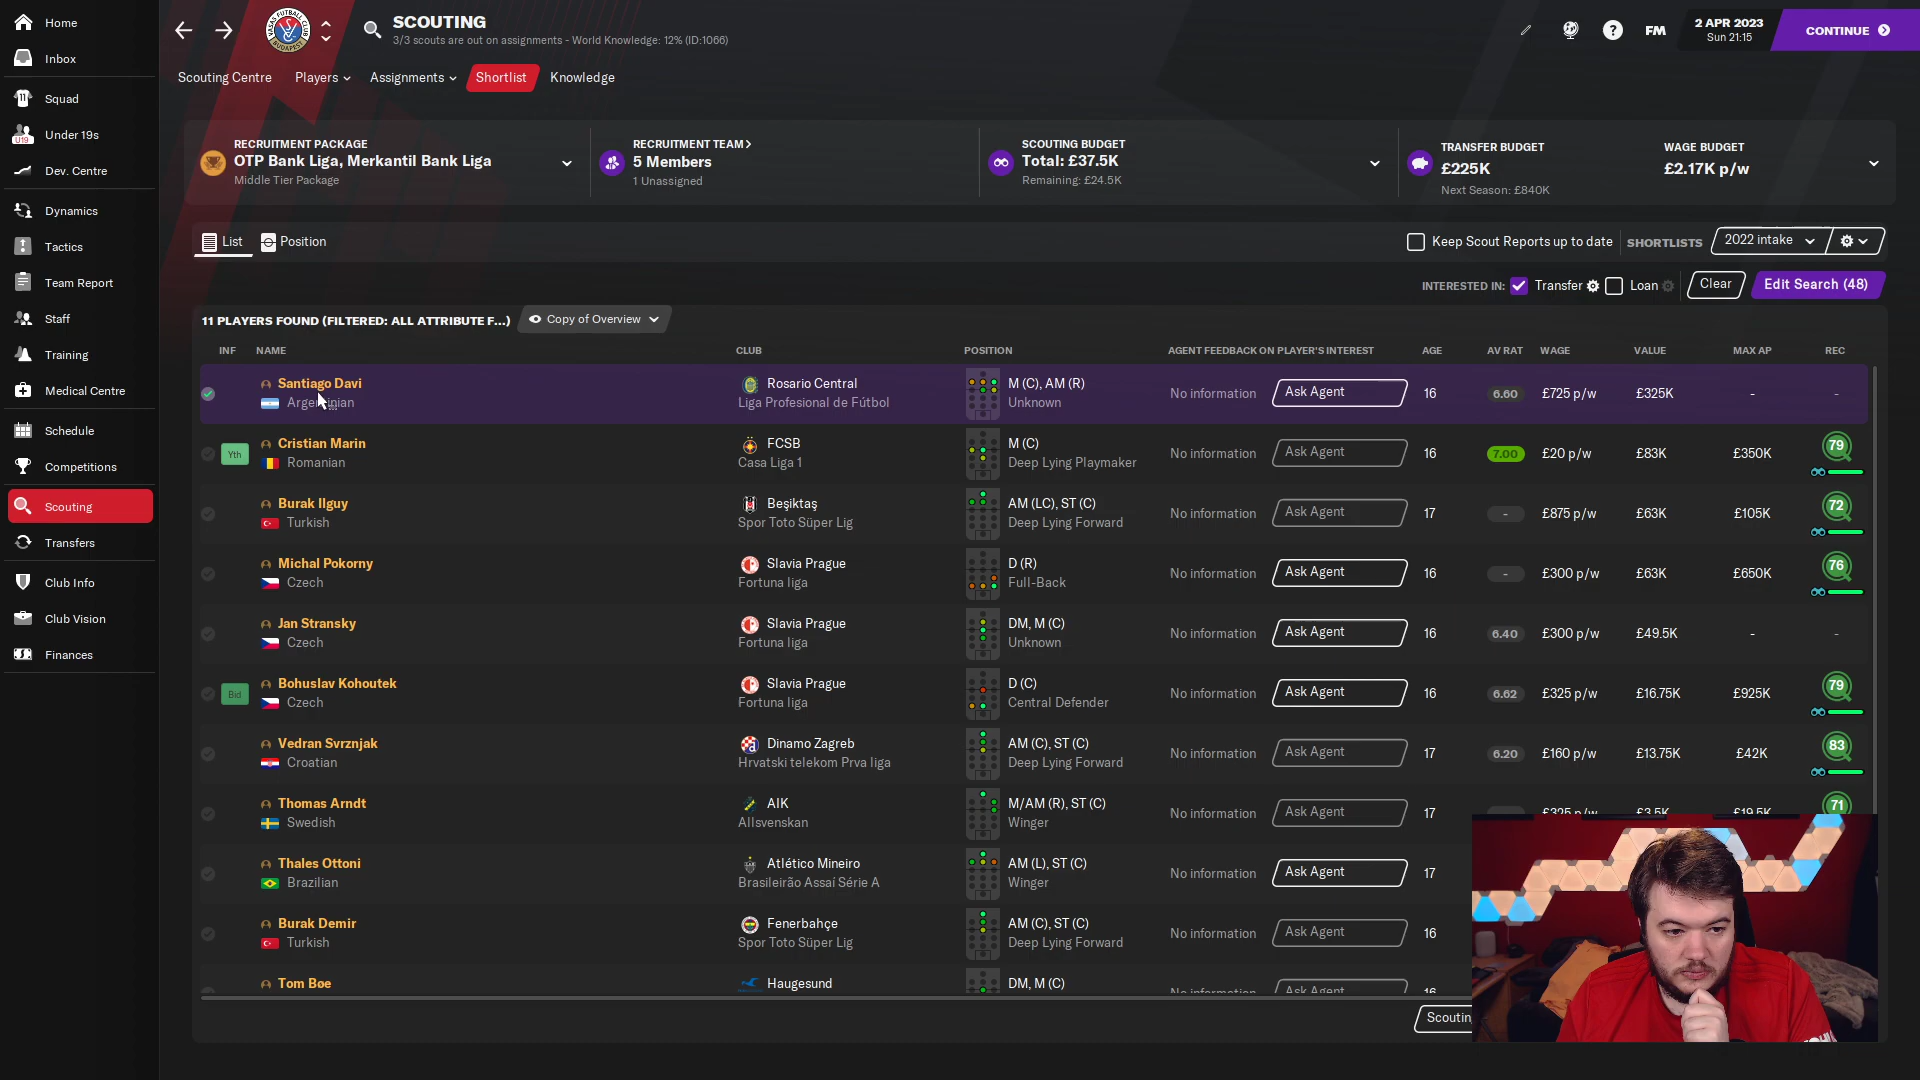 Home
Inbox
Squad
Under 19s
Dev. Centre
Dynamics
Tactics
Team Report
Staff
Training
Medical Centre
Schedule
Competitions
Scouting
Transfers
Club Info
Club Vision
Finances
SCOUTING
3/3 scouts are out on assignments - World Knowledge: 12% (ID:1066)
FM
2 APR 2023
Sun 21:15
CONTINUE
Scouting Centre Players Assignments Shortlist Knowledge
RECRUITMENT PACKAGE
OTP Bank Liga, Merkantil Bank Liga
Middle Tier Package
RECRUITMENT TEAM>
5 Members
1 Unassigned
SCOUTING BUDGET
Total: £37.5K
Remaining: £24.5K
TRANSFER BUDGET
£225K
Next Season: £840K
WAGE BUDGET
£2.17K p/w
List Position
Keep Scout Reports up to date SHORTLISTS 2022 intake
INTERESTED IN: Transfer Loan Clear Edit Search (48)
11 PLAYERS FOUND (FILTERED: ALL ATTRIBUTE F...) Copy of Overview
INF NAME CLUB POSITION AGENT FEEDBACK ON PLAYER'S INTEREST AGE AV RAT WAGE VALUE MAX AP REC
Santiago Davi Rosario Central M (C), AM (R)
Argentinian Liga Profesional de Fútbol Unknown
No information Ask Agent 16 6.60 £725 p/w £325K - -
Yth Cristian Marin FCSB M (C)
Romanian Casa Liga 1 Deep Lying Playmaker
No information Ask Agent 16 7.00 £20 p/w £83K £350K 79
Burak Ilguy Beşiktaş AM (LC), ST (C)
Turkish Spor Toto Süper Lig Deep Lying Forward
No information Ask Agent 17 - £875 p/w £63K £105K 72
Michal Pokorny Slavia Prague D (R)
Czech Fortuna liga Full-Back
No information Ask Agent 16 - £300 p/w £63K £650K 76
Jan Stransky Slavia Prague DM, M (C)
Czech Fortuna liga Unknown
No information Ask Agent 16 6.40 £300 p/w £49.5K - -
Bid Bohuslav Kohoutek Slavia Prague D (C)
Czech Fortuna liga Central Defender
No information Ask Agent 16 6.62 £325 p/w £16.75K £925K 79
Vedran Svrznjak Dinamo Zagreb AM (C), ST (C)
Croatian Hrvatski telekom Prva liga Deep Lying Forward
No information Ask Agent 17 6.20 £160 p/w £13.75K £42K 83
Thomas Arndt AIK M/AM (R), ST (C)
Swedish Allsvenskan Winger
No information Ask Agent 17 £325 p/w £3.5K £19.5K 71
Thales Ottoni Atlético Mineiro AM (L), ST (C)
Brazilian Brasileirão Assaí Série A Winger
No information Ask Agent 17
Burak Demir Fenerbahçe AM (C), ST (C)
Turkish Spor Toto Süper Lig Deep Lying Forward
No information Ask Agent 16
Tom Bøe Haugesund DM, M (C)
No information Ask Agent 16